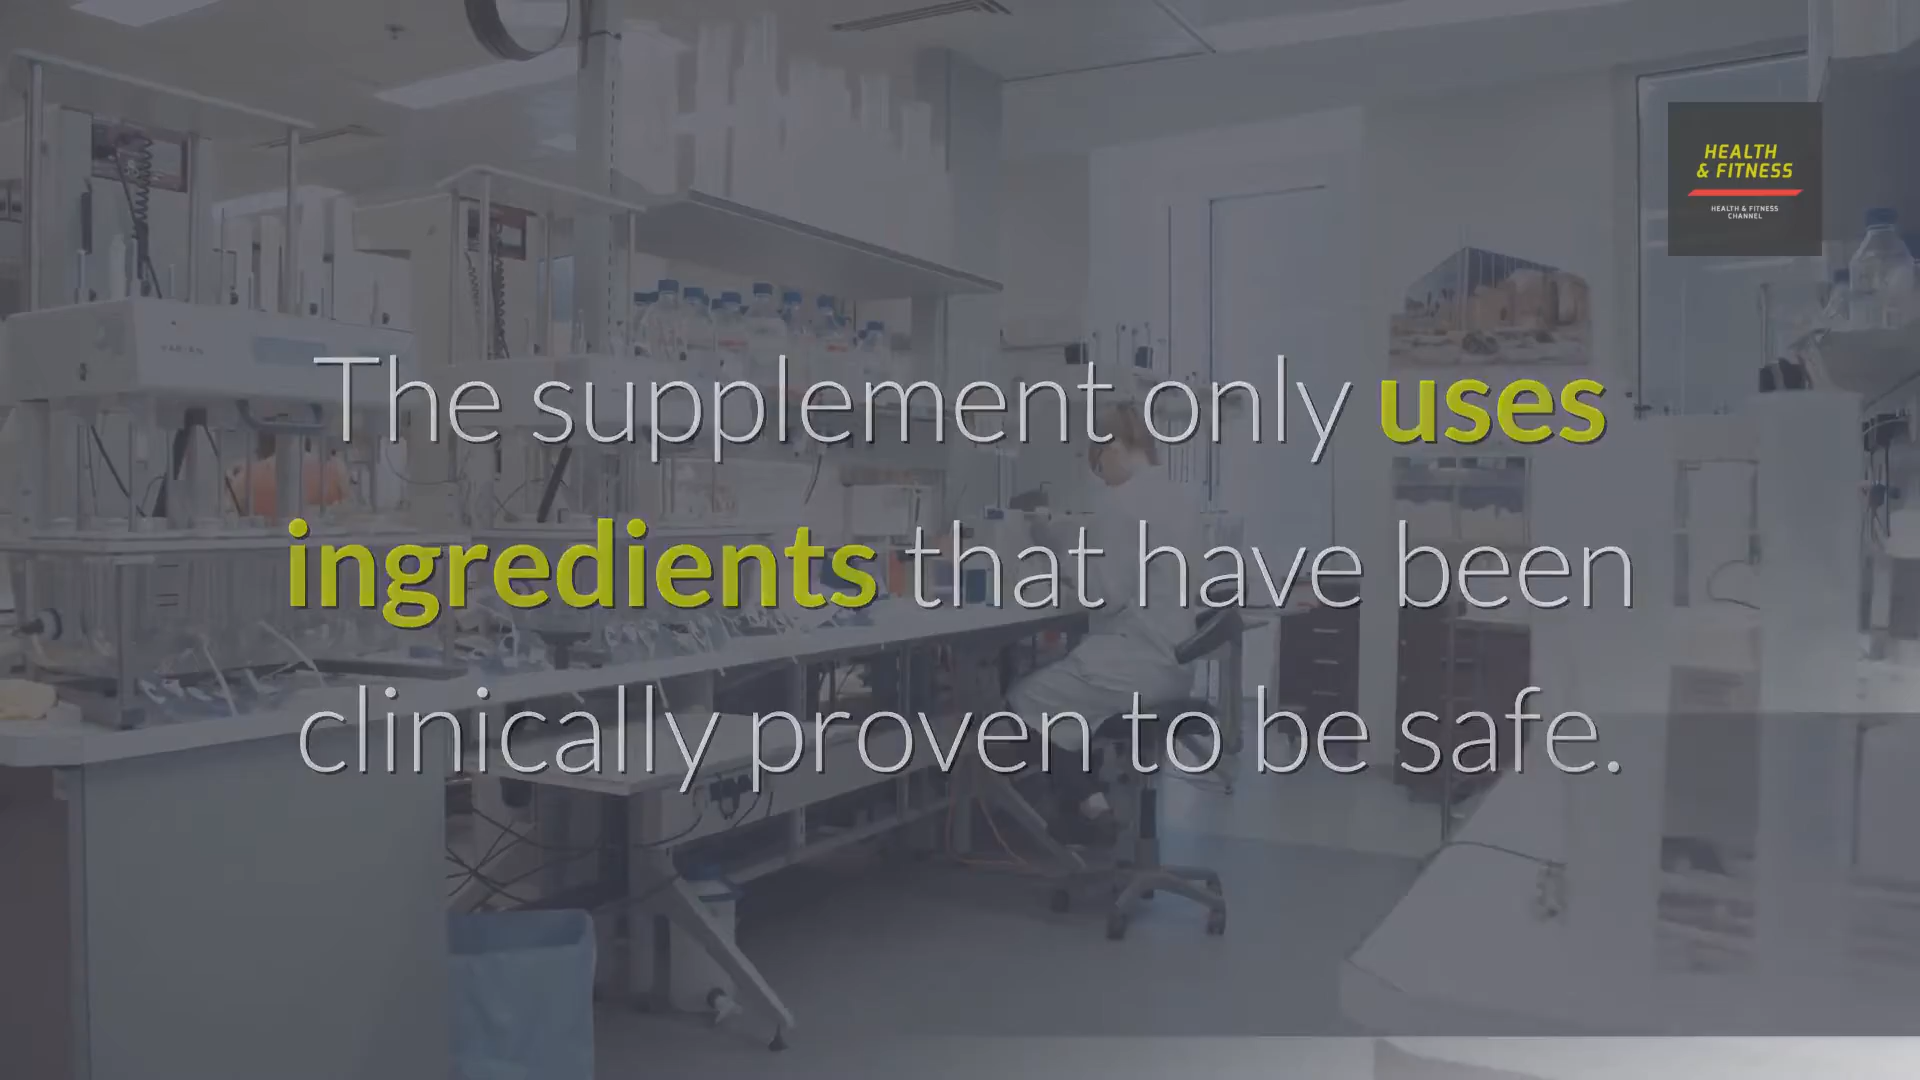 HEALTH
& FITNESS
HEALTH & FITNESS
CHANNEL
The supplement only uses
ingredients that have been
clinically proven to be safe.